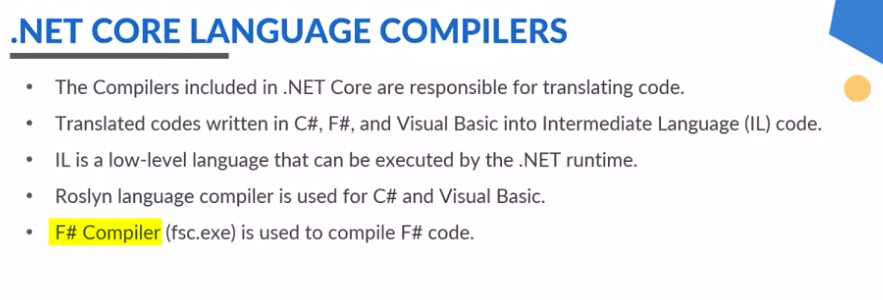 .NET CORE LANGUAGE COMPILERS
• The Compilers included in .NET Core are responsible for translating code.
• Translated codes written in C#, F#, and Visual Basic into Intermediate Language (IL) code.
• IL is a low-level language that can be executed by the .NET runtime.
• Roslyn language compiler is used for C# and Visual Basic.
• F# Compiler (fsc.exe) is used to compile F# code.